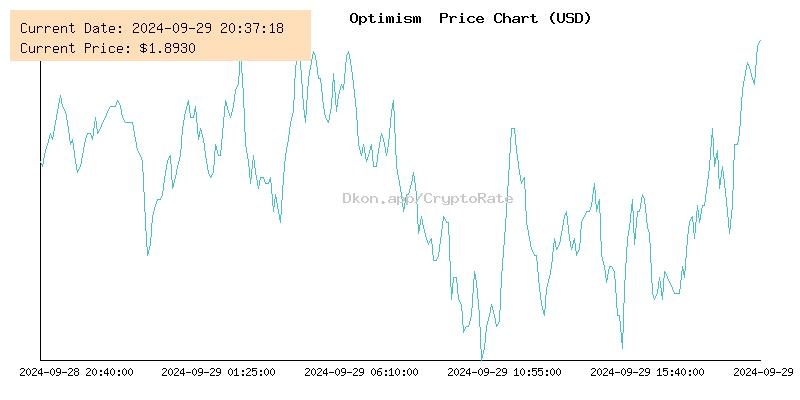 Optimism  Price Chart (USD)
Current Date: 2024-09-29 20:37:18
Current Price: $1.8930
Dkon.app/CryptoRate
2024-09-28 20:40:00 2024-09-29 01:25:00 2024-09-29 06:10:00 2024-09-29 10:55:00 2024-09-29 15:40:00 2024-09-29